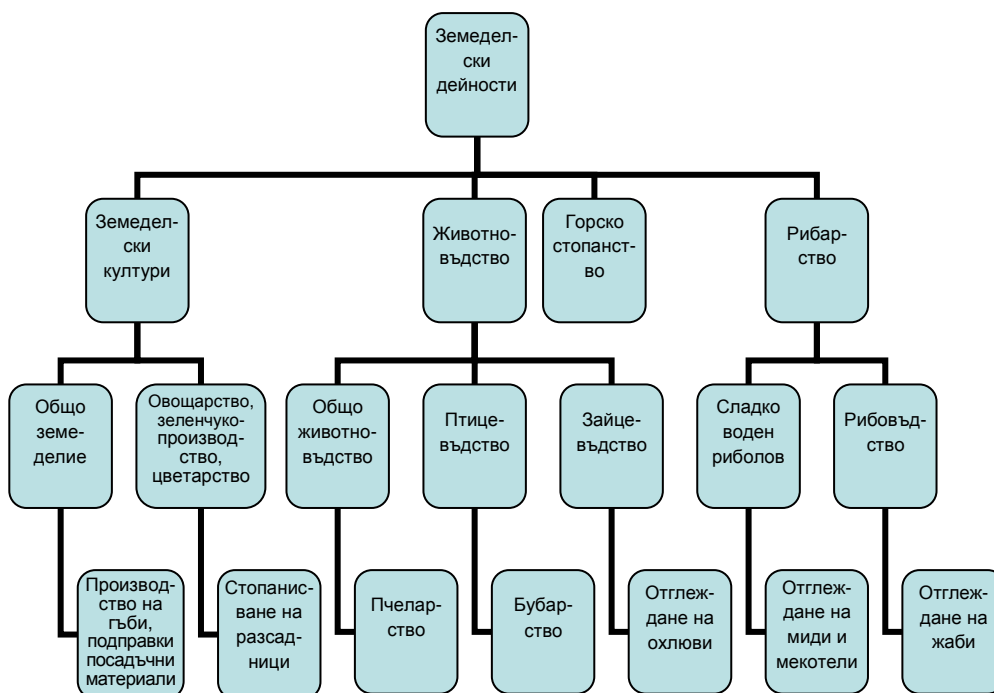 Земедел-
ски
дейности
Земедел-
ски
култури
Животно-
въдство
Горско
стопанст-
во
Рибар-
ство
Общо
земе-
делие
Овощарство,
зеленчуко-
производ-
ство,
цветарство
Общо
животно-
въдство
Птице-
въдство
Зайце-
въдство
Сладко
воден
риболов
Рибовъд-
ство
Производ-
ство на
гъби,
подправки
посадъчни
материали
Стопанис-
ване на
разсад-
ници
Пчелар-
ство
Бубар-
ство
Отглеж-
дане на
охлюви
Отглеж-
дане на
миди и
мекотели
Отглеж-
дане на
жаби